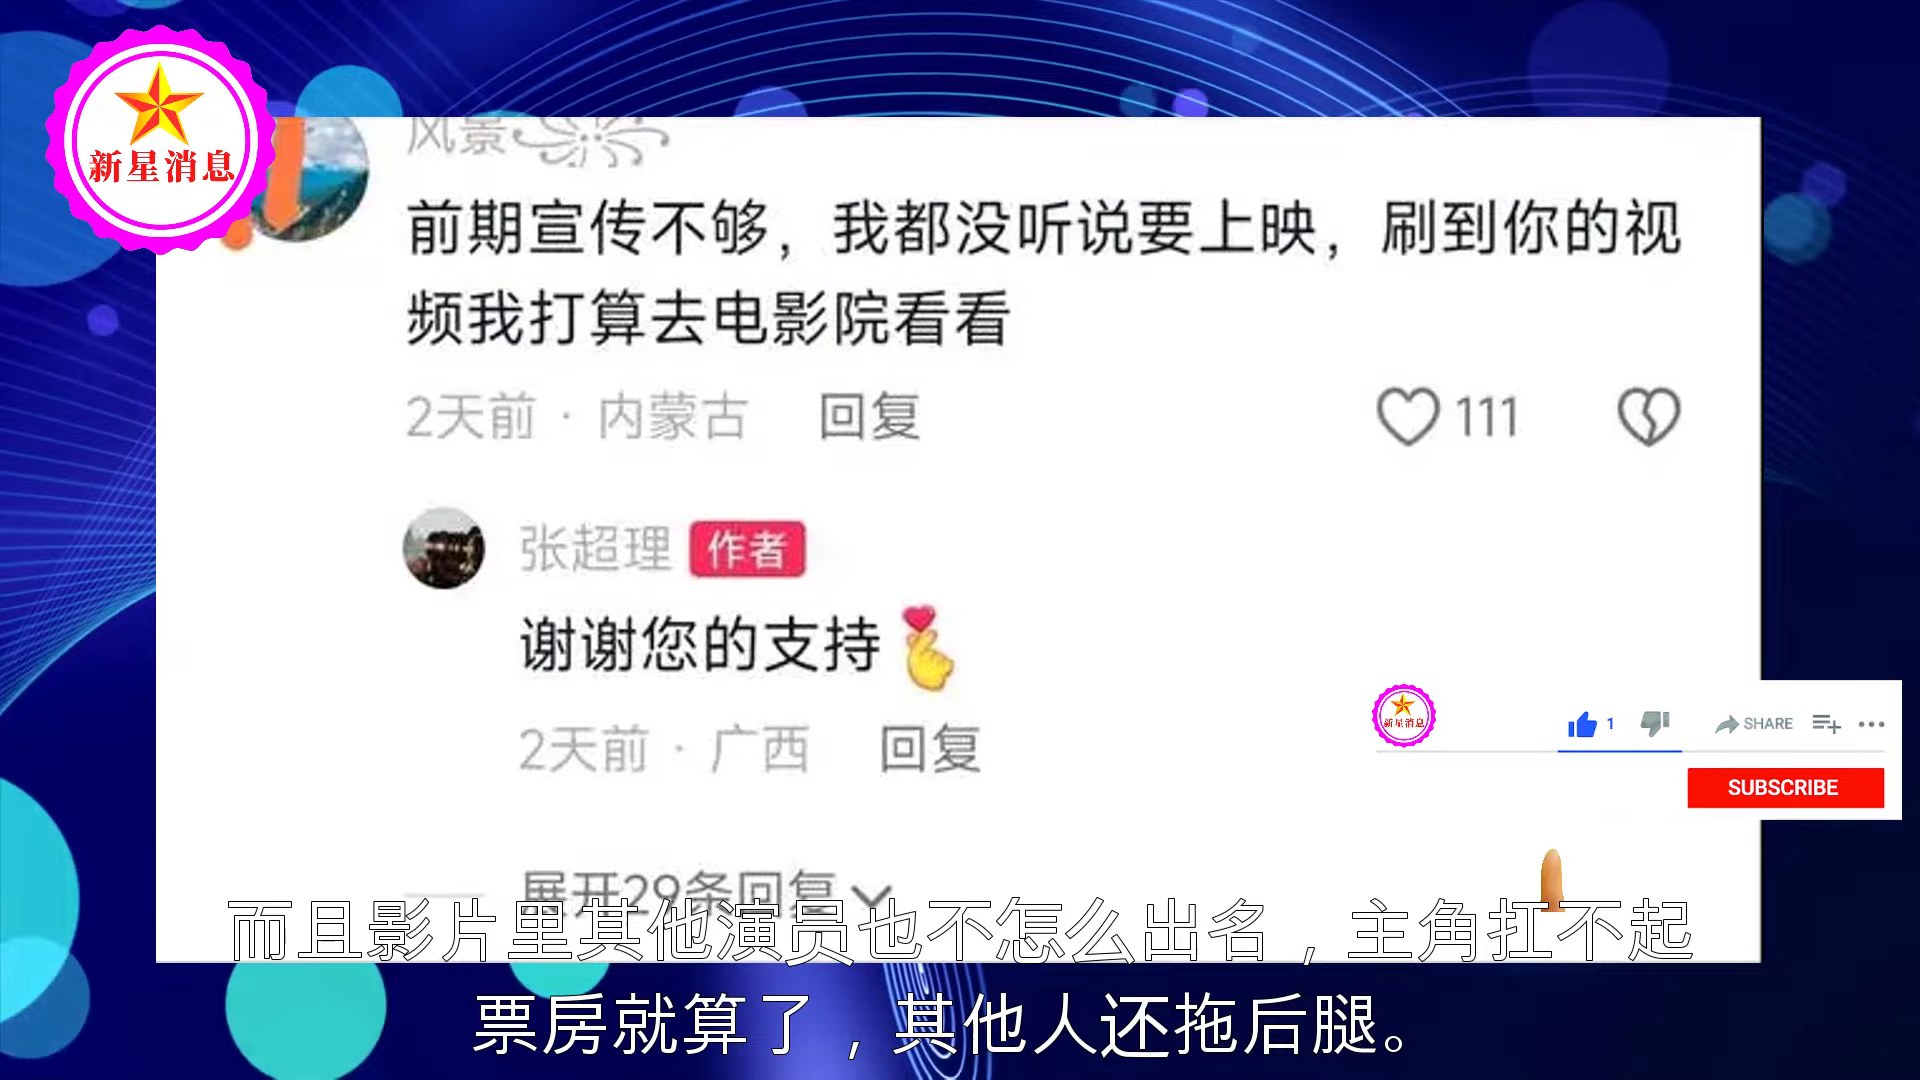 新星消息
风景
前期宣传不够，我都没听说要上映，刷到你的视
频我打算去电影院看看
2天前 · 内蒙古 回复
111
张超理 作者
谢谢您的支持
2天前 · 广西 回复
新星消息
1 SHARE
SUBSCRIBE
展开29条回复
而且影片里其他演员也不怎么出名，主角扛不起
票房就算了，其他人还拖后腿。